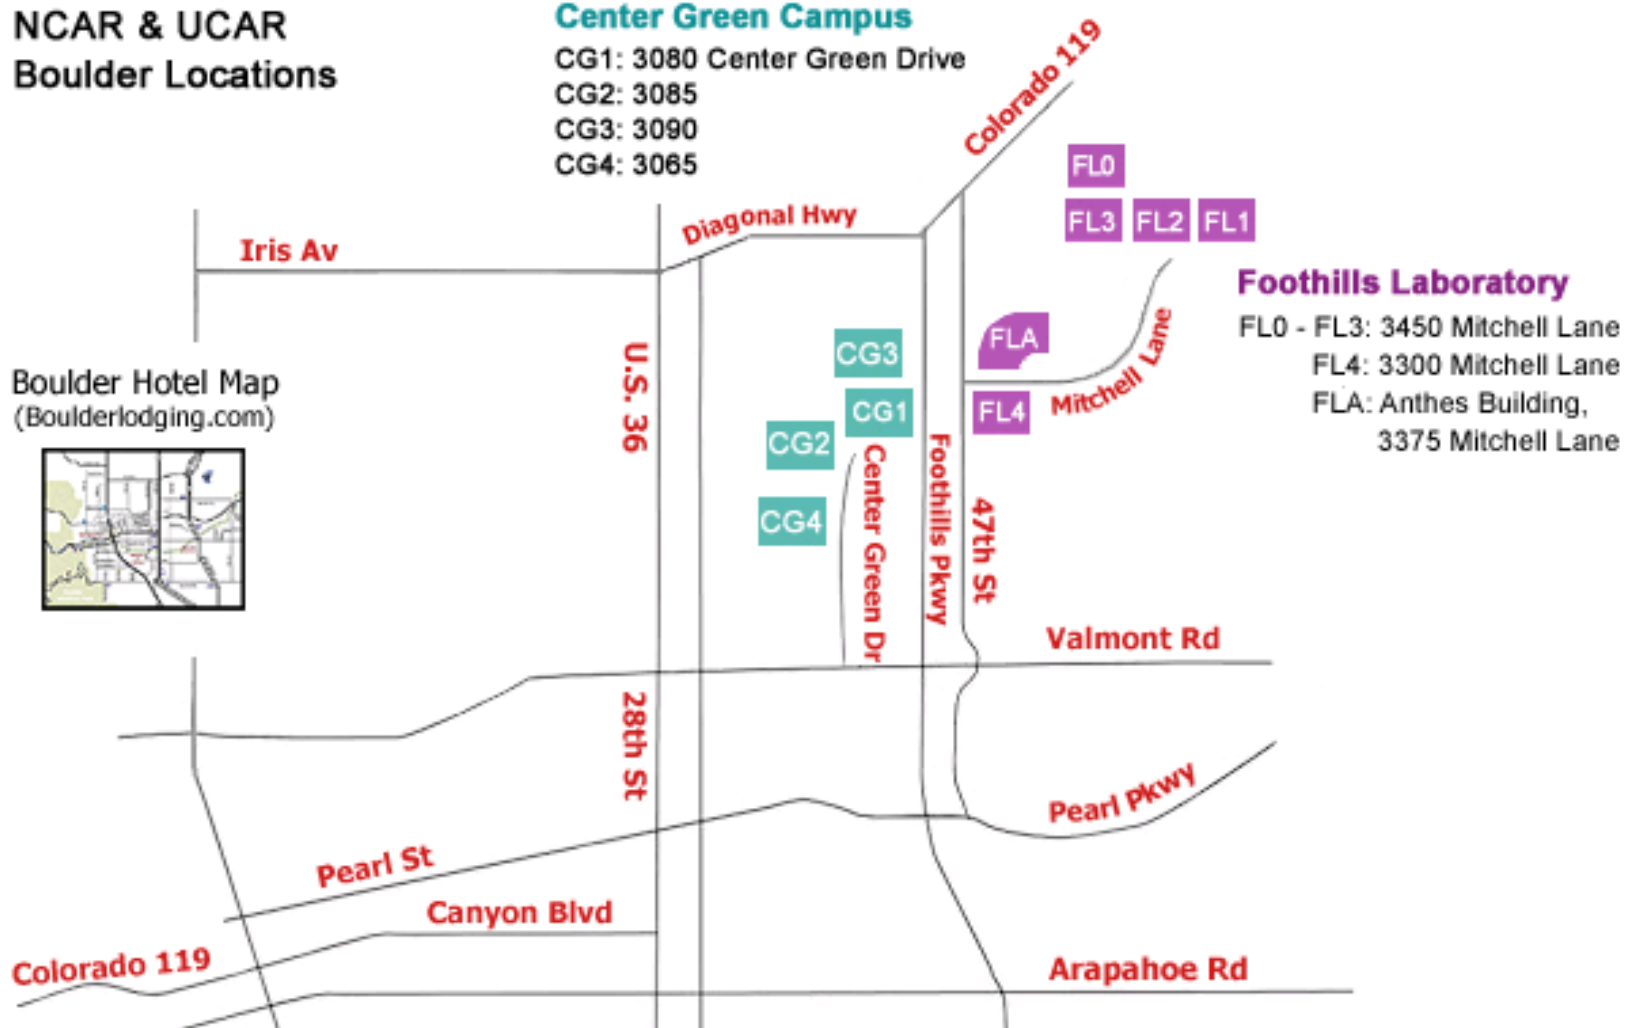 NCAR & UCAR
Boulder Locations
Center Green Campus
CG1: 3080 Center Green Drive
CG2: 3085
CG3: 3090
CG4: 3065
Colorado 119
FL0
FL3
FL2
FL1
Diagonal Hwy
Iris Av
Foothills Laboratory
FL0 - FL3: 3450 Mitchell Lane
FL4: 3300 Mitchell Lane
FLA: Anthes Building,
3375 Mitchell Lane
FLA
Mitchell Lane
FL4
CG3
CG1
CG2
CG4
U.S. 36
Boulder Hotel Map
(Boulderlodging.com)
Center Green Dr
Foothills Pkwy
47th St
Valmont Rd
28th St
Pearl Pkwy
Pearl St
Canyon Blvd
Colorado 119
Arapahoe Rd